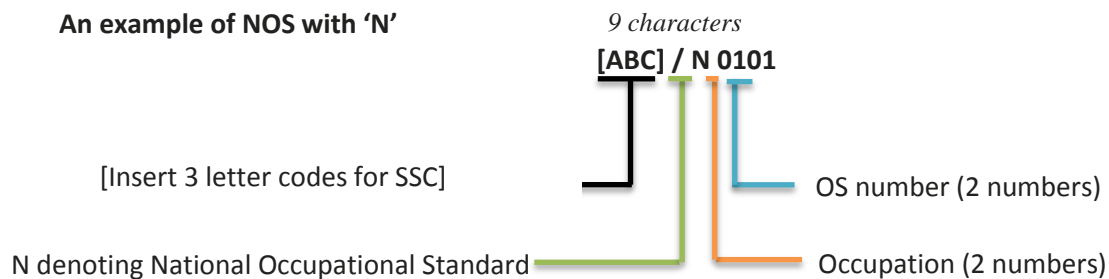 An example of NOS with ‘N’
9 characters
[ABC] / N 0101
[Insert 3 letter codes for SSC]
OS number (2 numbers)
N denoting National Occupational Standard
Occupation (2 numbers)